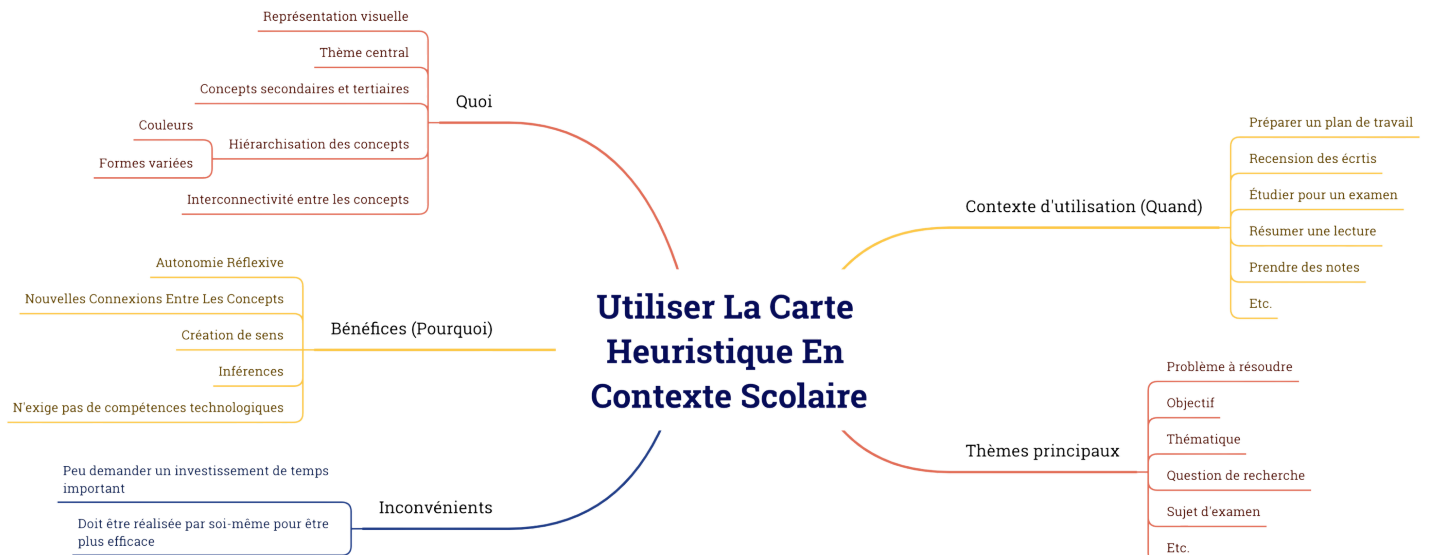 Utiliser La Carte
Heuristique En
Contexte Scolaire
Quoi
Représentation visuelle
Thème central
Concepts secondaires et tertiaires
Hiérarchisation des concepts
Couleurs
Formes variées
Interconnectivité entre les concepts
Bénéfices (Pourquoi)
Autonomie Réflexive
Nouvelles Connexions Entre Les Concepts
Création de sens
Inférences
N'exige pas de compétences technologiques
Inconvénients
Peu demander un investissement de temps
important
Doit être réalisée par soi-même pour être
plus efficace
Contexte d'utilisation (Quand)
Préparer un plan de travail
Recension des écrtis
Étudier pour un examen
Résumer une lecture
Prendre des notes
Etc.
Thèmes principaux
Problème à résoudre
Objectif
Thématique
Question de recherche
Sujet d'examen
Etc.